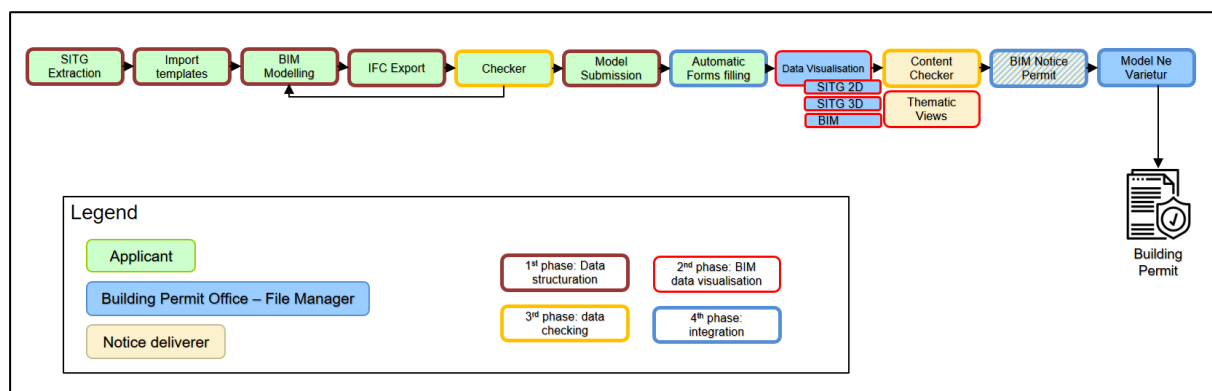 SITG
Extraction
Import
templates
BIM
Modelling
IFC Export
Checker
Model
Submission
Automatic
Forms filling
Data Visualisation
SITG 2D
SITG 3D
BIM
Content
Checker
Thematic
Views
BIM Notice
Permit
Model Ne
Varietur
Building
Permit
Legend
Applicant
Building Permit Office – File Manager
Notice deliverer
1st phase: Data
structuration
2nd phase: BIM
data visualisation
3rd phase: data
checking
4th phase:
integration